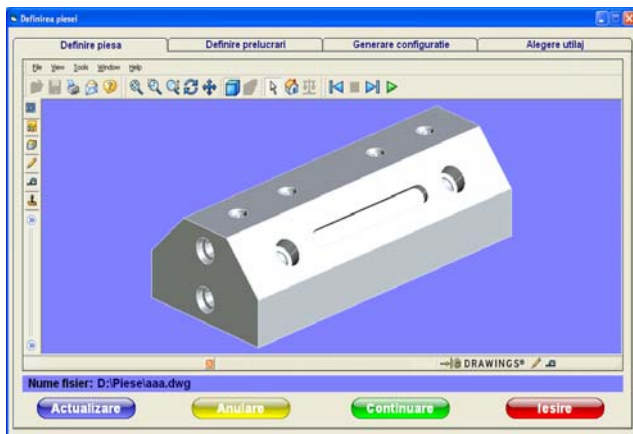 Definirea piesei
Definire piesa Definire prelucrari Generare configuratie Alegere utilaj
File View Tools Window Help
DRAWINGS®
Nume fisier: D:\Piese\aaa.dwg
Actualizare Anulare Continuare Iesire